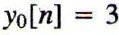 y₀[n] = 3